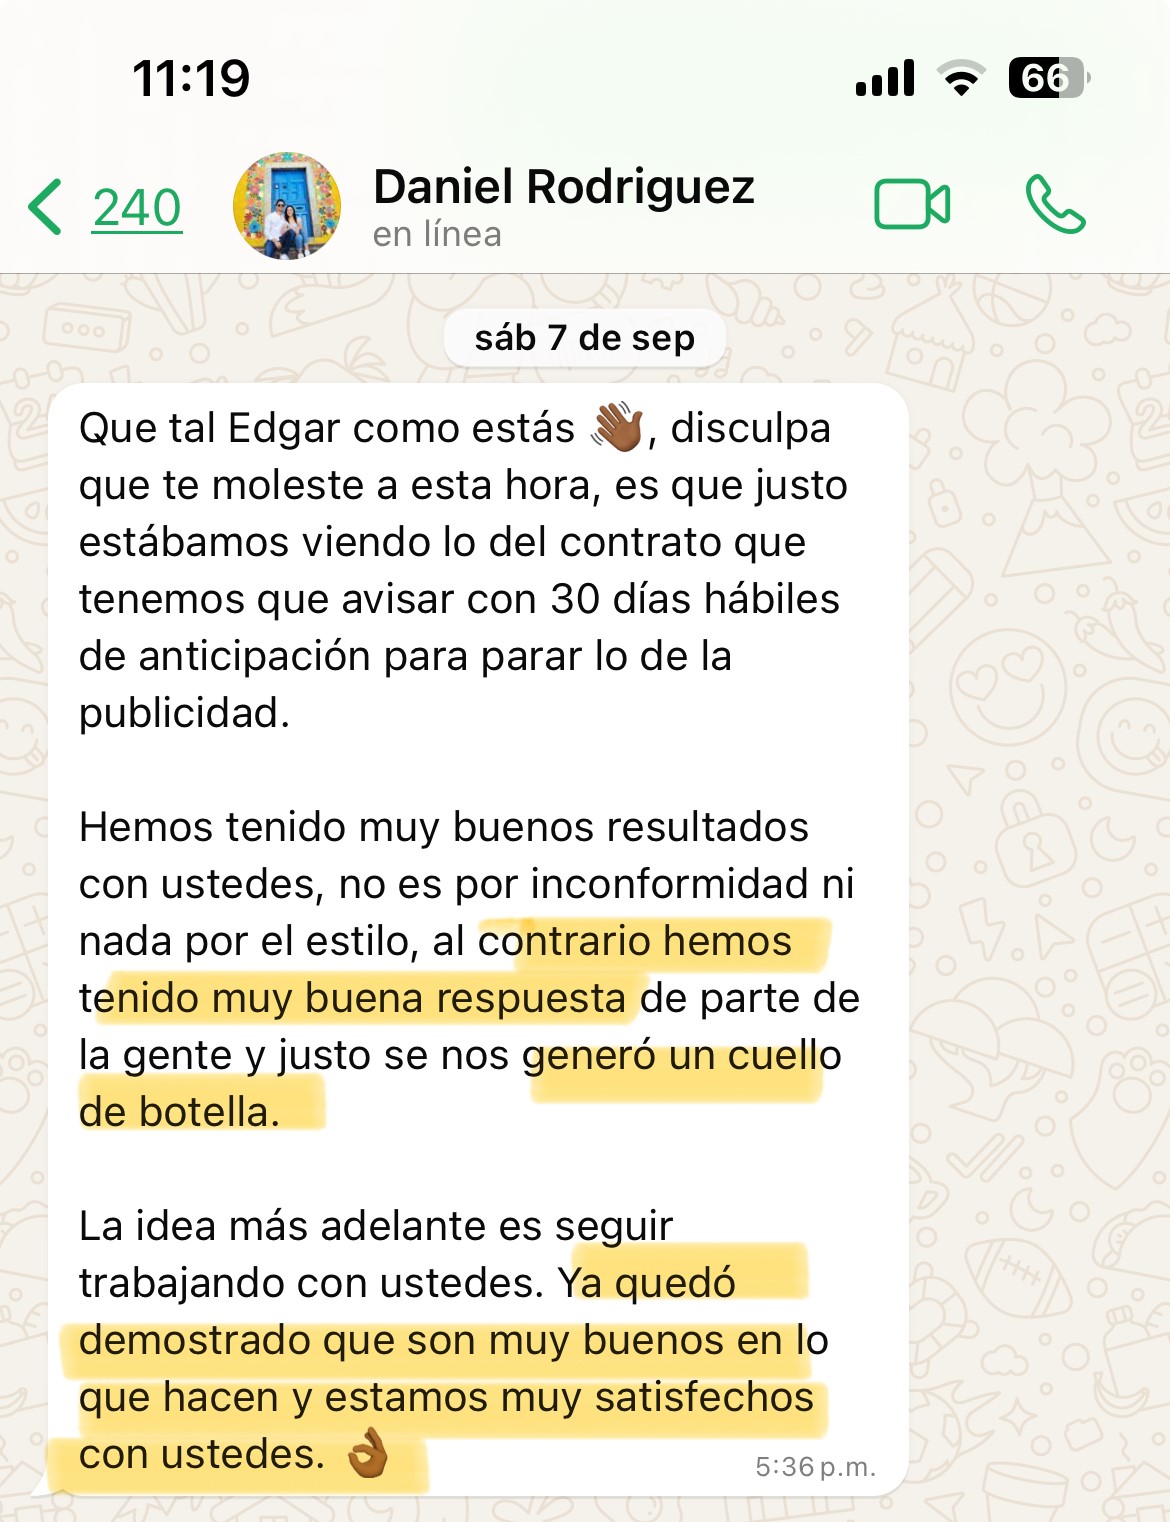 11:19
66
240
Daniel Rodriguez
en línea
sáb 7 de sep
Que tal Edgar como estás 👋🏾, disculpa
que te moleste a esta hora, es que justo
estábamos viendo lo del contrato que
tenemos que avisar con 30 días hábiles
de anticipación para parar lo de la
publicidad.
Hemos tenido muy buenos resultados
con ustedes, no es por inconformidad ni
nada por el estilo, al contrario hemos
tenido muy buena respuesta de parte de
la gente y justo se nos generó un cuello
de botella.
La idea más adelante es seguir
trabajando con ustedes. Ya quedó
demostrado que son muy buenos en lo
que hacen y estamos muy satisfechos
con ustedes. 👌🏾
5:36 p.m.